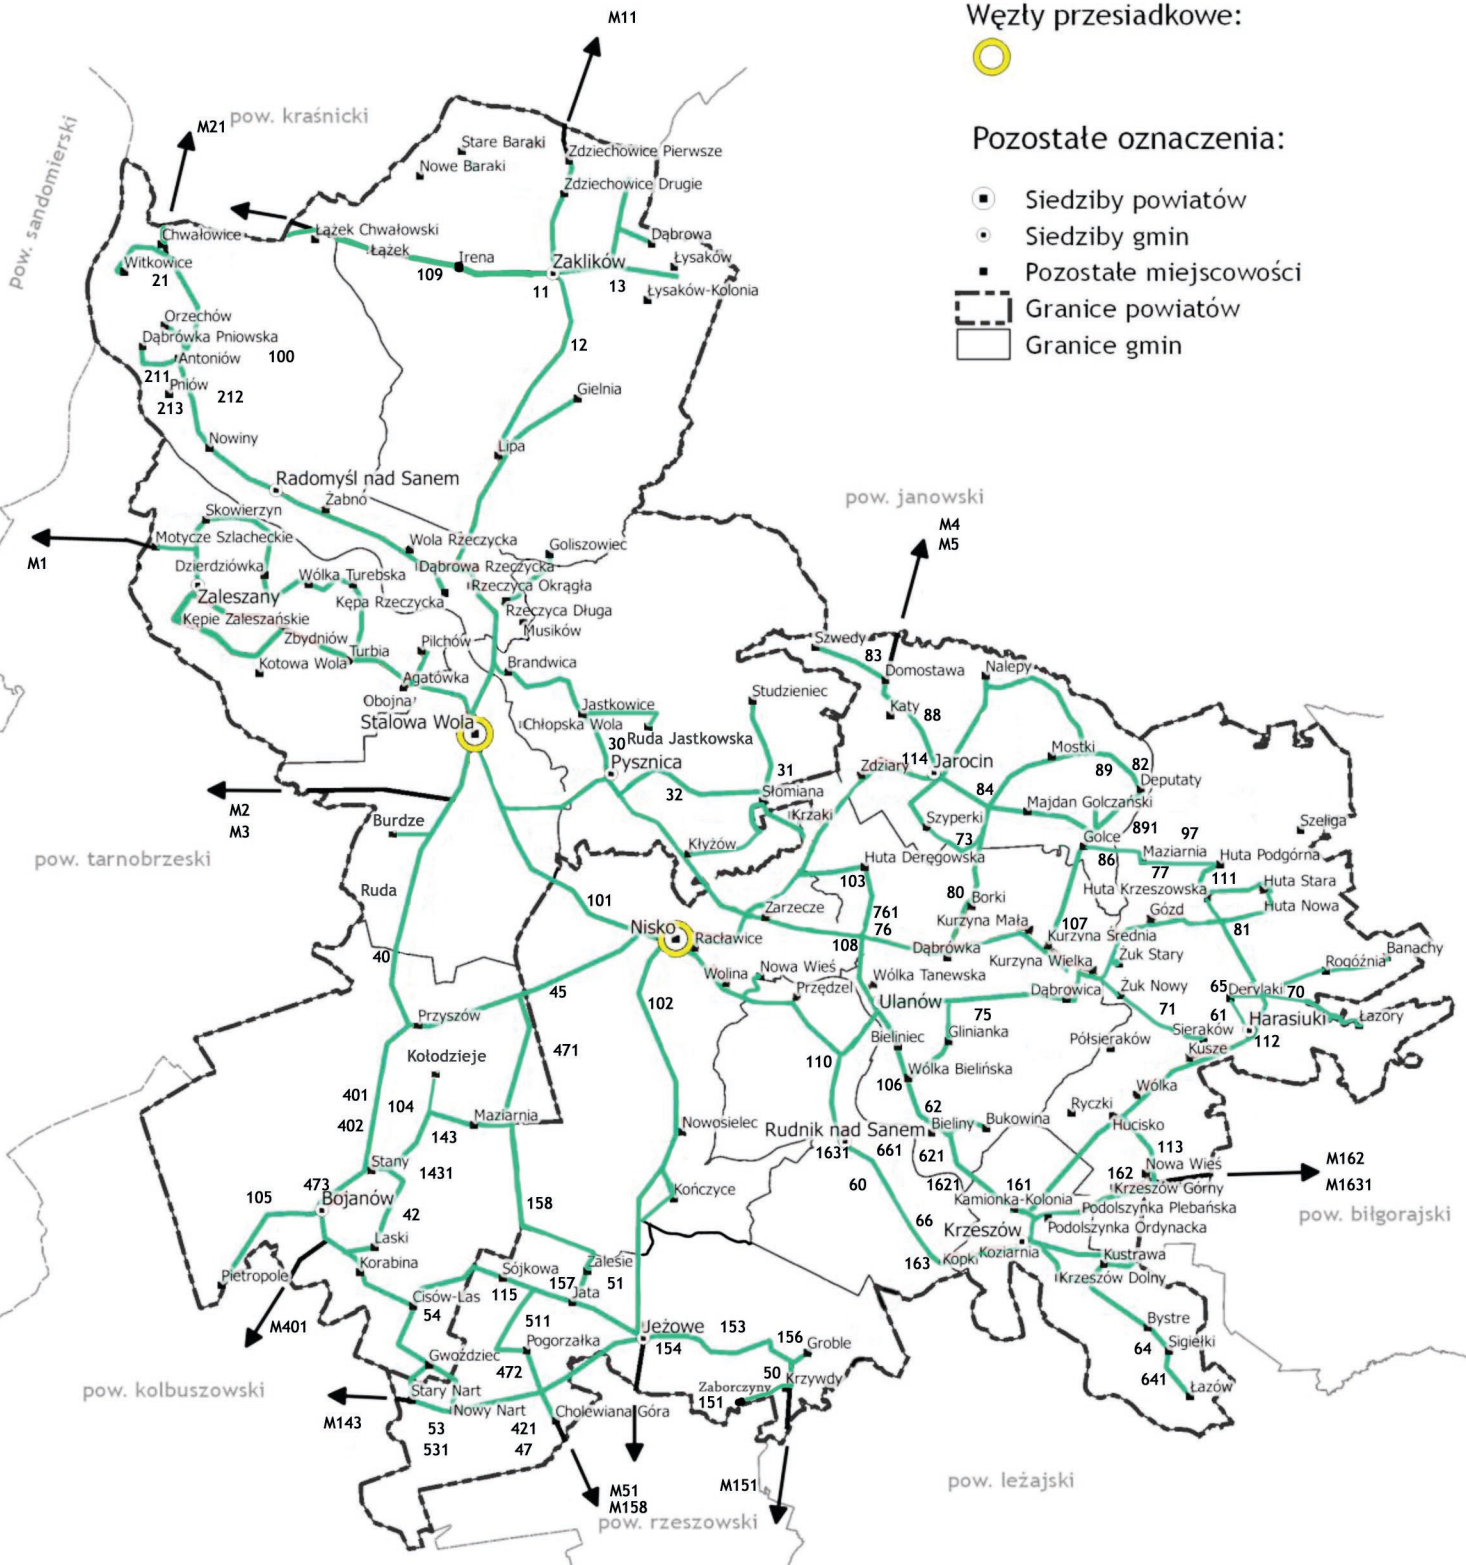 M11
Węzły przesiadkowe:
pow. kraśnicki
M21
pow. sandomierski
Pozostałe oznaczenia:
Siedziby powiatów
Siedziby gmin
Pozostałe miejscowości
Granice powiatów
Granice gmin
Stare Baraki
Nowe Baraki
Zdziechowice Pierwsze
Zdziechowice Drugie
Chwałowice
Łążek Chwałowski
Łążek
Irena
Zaklików
Dąbrowa
Łysaków
Łysaków-Kolonia
Witkowice
21
109
11
13
Orzechów
Dąbrówka Pniowska
Antoniów
100
12
211
Pniów
212
213
Gielnia
Nowiny
Lipa
Radomyśl nad Sanem
Żabno
pow. janowski
M4
M5
Skowierzyn
Motycze Szlacheckie
M1
Wola Rzeczycka
Goliszowiec
Dzierdziówka
Wólka Turebska
Dąbrowa Rzeczycka
Rzeczyca Okrągła
Zaleszany
Kępa Rzeczycka
Rzeczyca Długa
Kępie Zaleszańskie
Musików
Zbydniów
Turbia
Pilchów
Kotowa Wola
Brandwica
Agatówka
Obojna
Stalowa Wola
Jastkowice
Chłopska Wola
30
Ruda Jastkowska
Pysznica
Studzieniec
31
32
Słomiana
Krzaki
Kłyżów
Szwedy
83
Domostawa
Nalepy
Katy
88
Zdziary
114
Jarocin
Mostki
89
82
Deputaty
84
Majdan Golczański
Szyperki
73
Golce
891
97
Szeliga
86
Maziarnia
77
Huta Podgórna
M2
M3
Burdze
pow. tarnobrzeski
Ruda
101
Huta Deręgowska
103
Huta Krzeszowska
111
Huta Stara
Huta Nowa
80
Borki
Zarzecze
761
76
108
Kurzyna Mała
107
Gózd
81
Nisko
Racławice
Dąbrówka
Kurzyna Średnia
Kurzyna Wielka
Żuk Stary
Banachy
Rogóźnia
40
45
102
Wolina
Nowa Wieś
Przędzel
Wólka Tanewska
Ulanów
Dąbrowica
Żuk Nowy
65
Derylaki
70
75
71
61
Harasiuki
Łazory
Przyszów
Glinianka
Bieliniec
Półsieraków
Sieraków
112
Kusze
Kołodzieje
471
110
106
Wólka Bielińska
Wólka
401
104
402
Maziarnia
143
Nowosielec
62
Ryczki
Hucisko
Rudnik nad Sanem
Bieliny
Bukowina
1631
661
621
113
Stany
1431
60
1621
161
162
Nowa Wieś
Krzeszów Górny
M162
M1631
473
105
Bojanów
42
158
Kończyce
Kamionka-Kolonia
Podolszynka Plebańska
66
Krzeszów
Podolszynka Ordynacka
pow. biłgorajski
Laski
Korabina
Zalesie
163
Kopki
Koziarnia
Kustrawa
Krzeszów Dolny
Pietropole
Sójkowa
157
51
Cisów-Las
115
Jata
54
M401
511
Jeżowe
153
156
Groble
Pogorzałka
154
Bystre
64
Sigiełki
641
Łazów
Gwoździec
472
50
Krzywdy
pow. kolbuszowski
Stary Nart
Zaborczyny
151
M143
Nowy Nart
Cholewiana Góra
53
421
531
47
M51
M158
M151
pow. leżajski
pow. rzeszowski